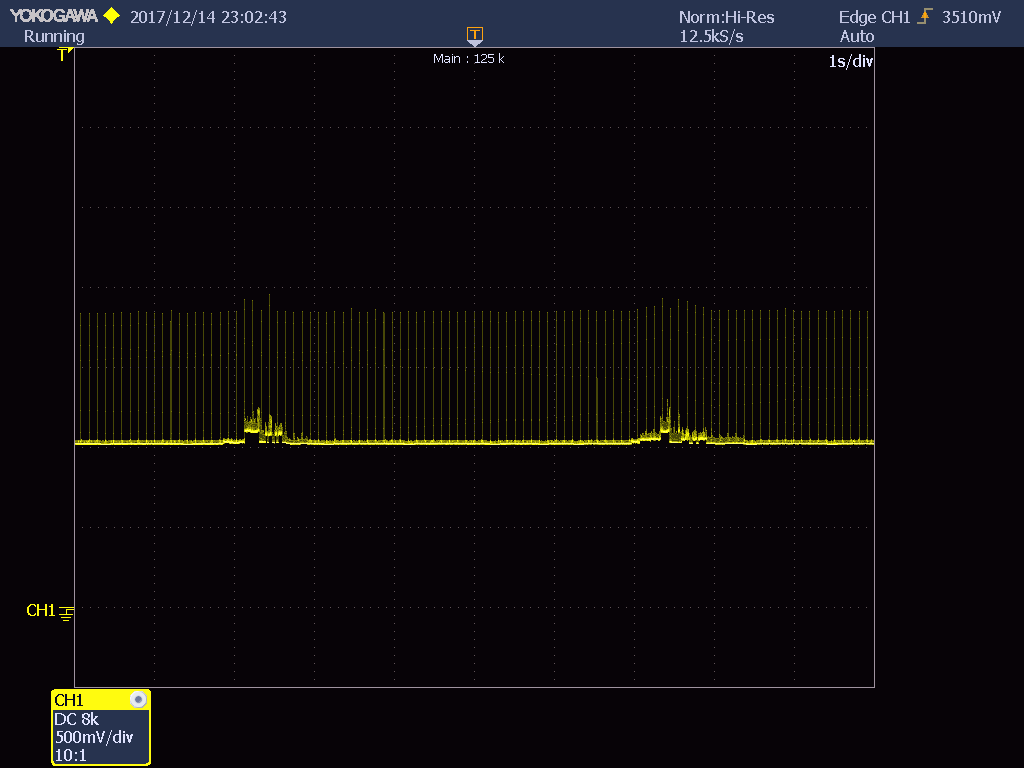 YOKOGAWA 2017/12/14 23:02:43 Norm:Hi-Res Edge CH1 3510mV
Running 12.5kS/s Auto
T
T
Main : 125 k 1s/div
CH1
CH1
DC 8k
500mV/div
10:1